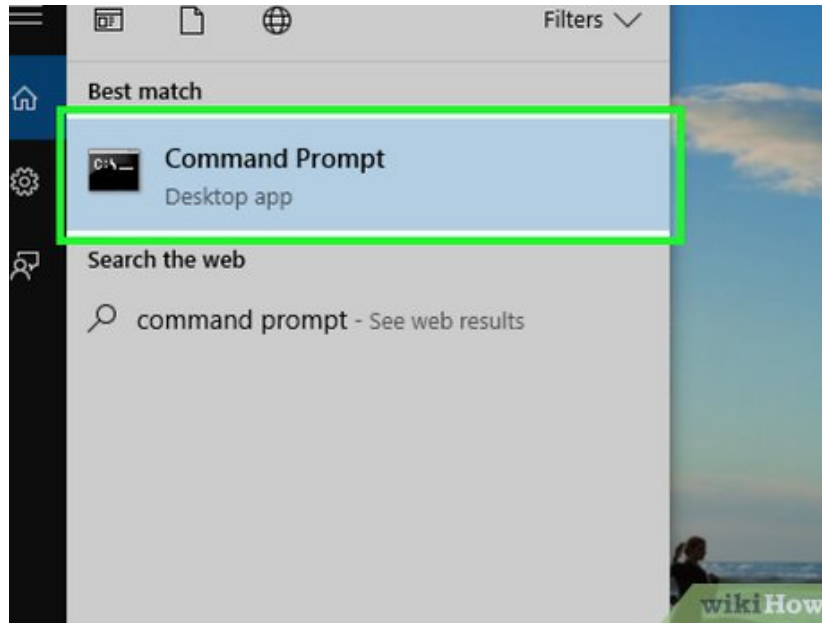 Filters
Best match
C:\_
Command Prompt
Desktop app
Search the web
command prompt - See web results
wikiHow